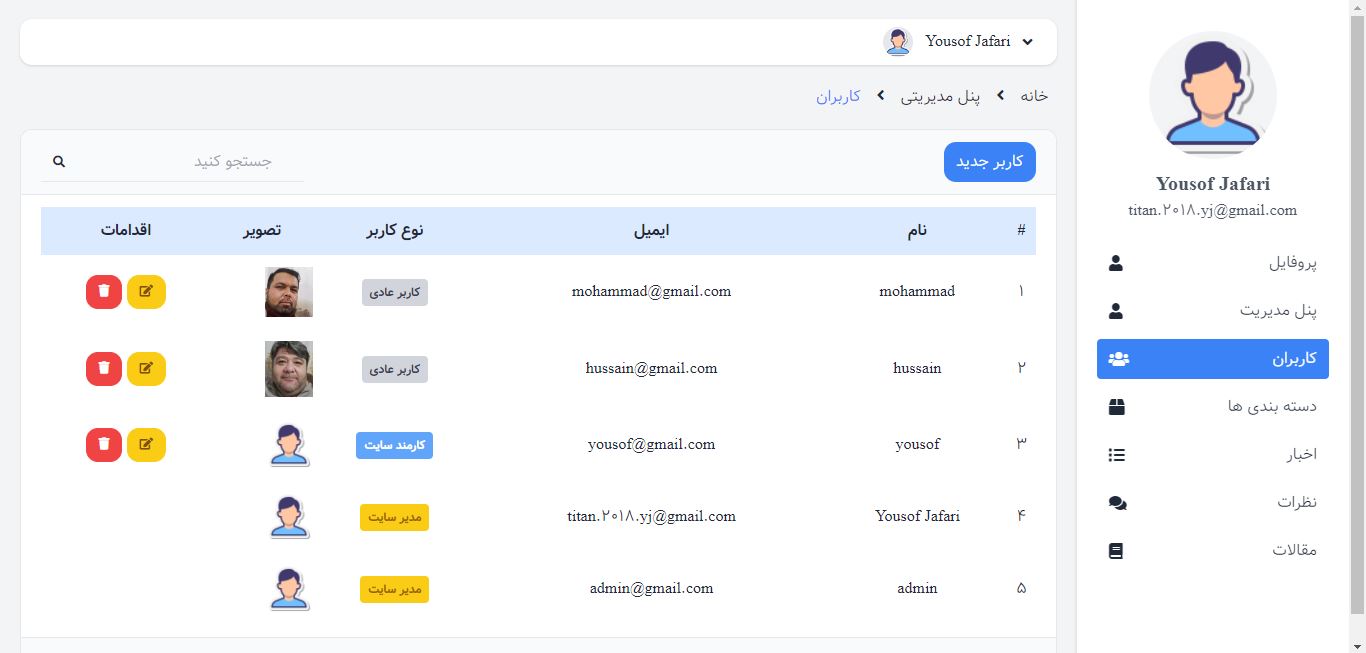 Yousof Jafari
خانه
پنل مدیریتی
کاربران
کاربر جدید
جستجو کنید
# نام ایمیل نوع کاربر تصویر اقدامات
۱ mohammad mohammad@gmail.com کاربر عادی
۲ hussain hussain@gmail.com کاربر عادی
۳ yousof yousof@gmail.com کارمند سایت
۴ Yousof Jafari titan.۲۰۱۸.yj@gmail.com مدیر سایت
۵ admin admin@gmail.com مدیر سایت
Yousof Jafari
titan.۲۰۱۸.yj@gmail.com
پروفایل
پنل مدیریت
کاربران
دسته بندی ها
اخبار
نظرات
مقالات